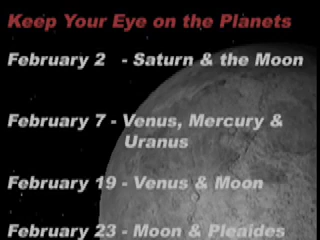 Keep Your Eye on the Planets
February 2 - Saturn & the Moon
February 7 - Venus, Mercury &
Uranus
February 19 - Venus & Moon
February 23 - Moon & Pleaides